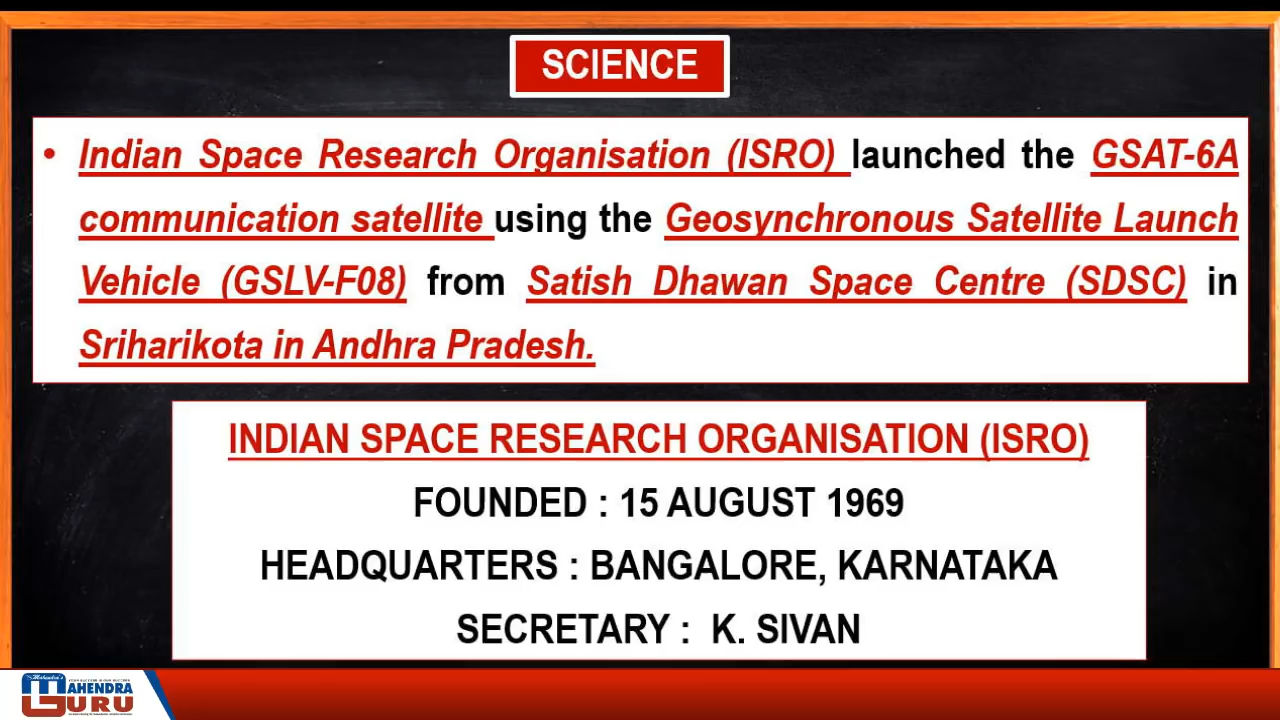 SCIENCE
• Indian Space Research Organisation (ISRO) launched the GSAT-6A
communication satellite using the Geosynchronous Satellite Launch
Vehicle (GSLV-F08) from Satish Dhawan Space Centre (SDSC) in
Sriharikota in Andhra Pradesh.
INDIAN SPACE RESEARCH ORGANISATION (ISRO)
FOUNDED : 15 AUGUST 1969
HEADQUARTERS : BANGALORE, KARNATAKA
SECRETARY : K. SIVAN
Mahendra's
MAHENDRA
GURU